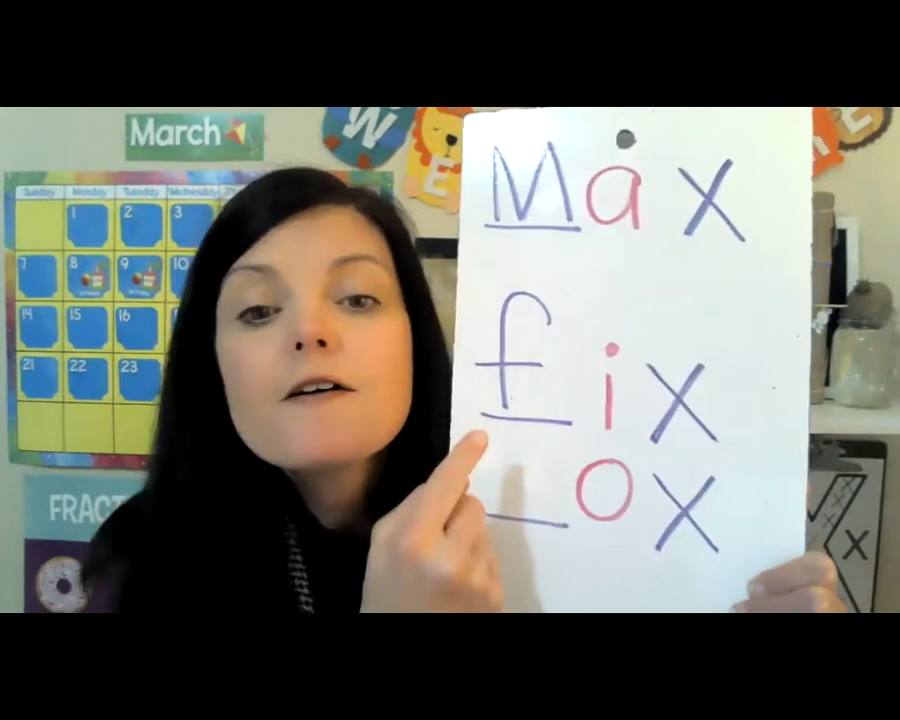 March
W
E
E
Sunday Monday Tuesday Wednesday
1 2 3
7 8 9 10
14 15 16
21 22 23
FRACT
Max
fix
_ox
x